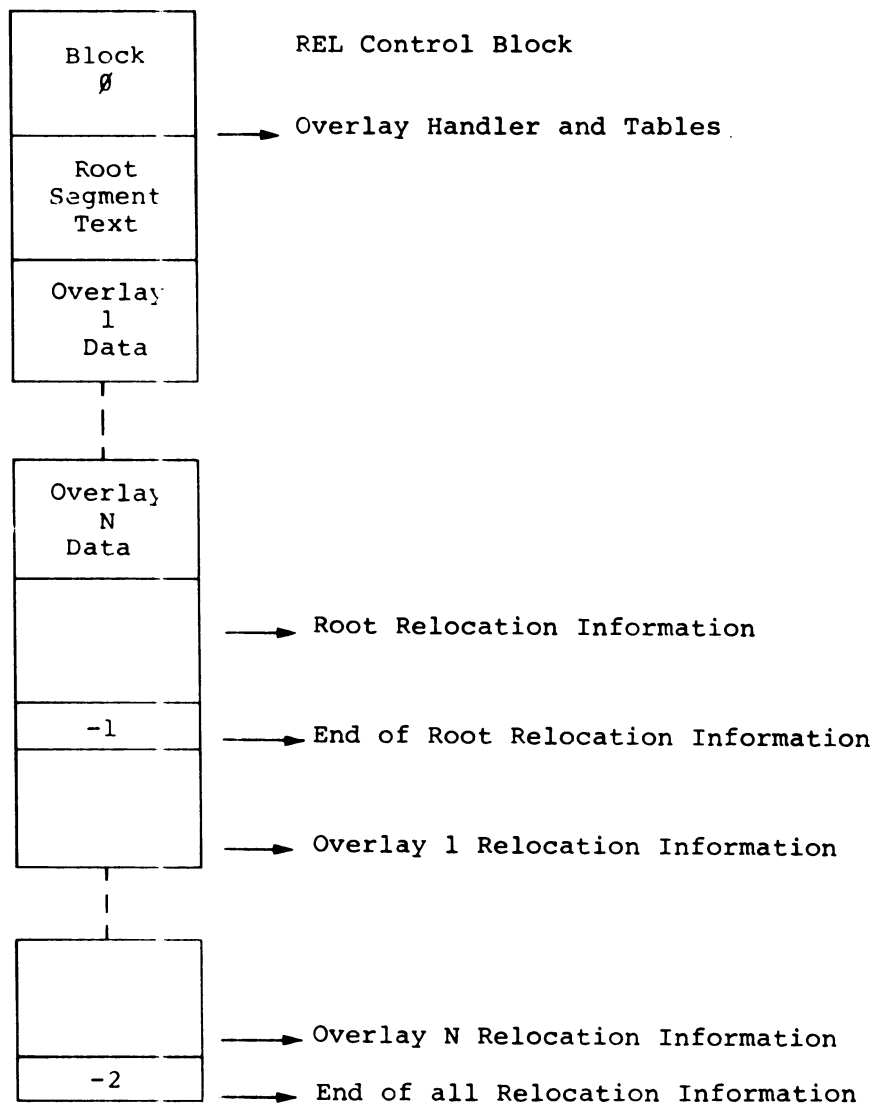 Block
Ø
REL Control Block
Overlay Handler and Tables
Root
Segment
Text
Overlay
1
Data
Overlay
N
Data
Root Relocation Information
-1
End of Root Relocation Information
Overlay 1 Relocation Information
Overlay N Relocation Information
-2
End of all Relocation Information